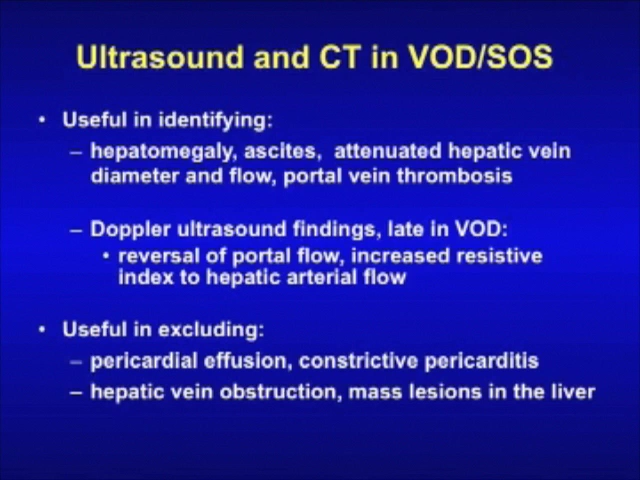 Ultrasound and CT in VOD/SOS
• Useful in identifying:
– hepatomegaly, ascites, attenuated hepatic vein
diameter and flow, portal vein thrombosis
– Doppler ultrasound findings, late in VOD:
• reversal of portal flow, increased resistive
index to hepatic arterial flow
• Useful in excluding:
– pericardial effusion, constrictive pericarditis
– hepatic vein obstruction, mass lesions in the liver